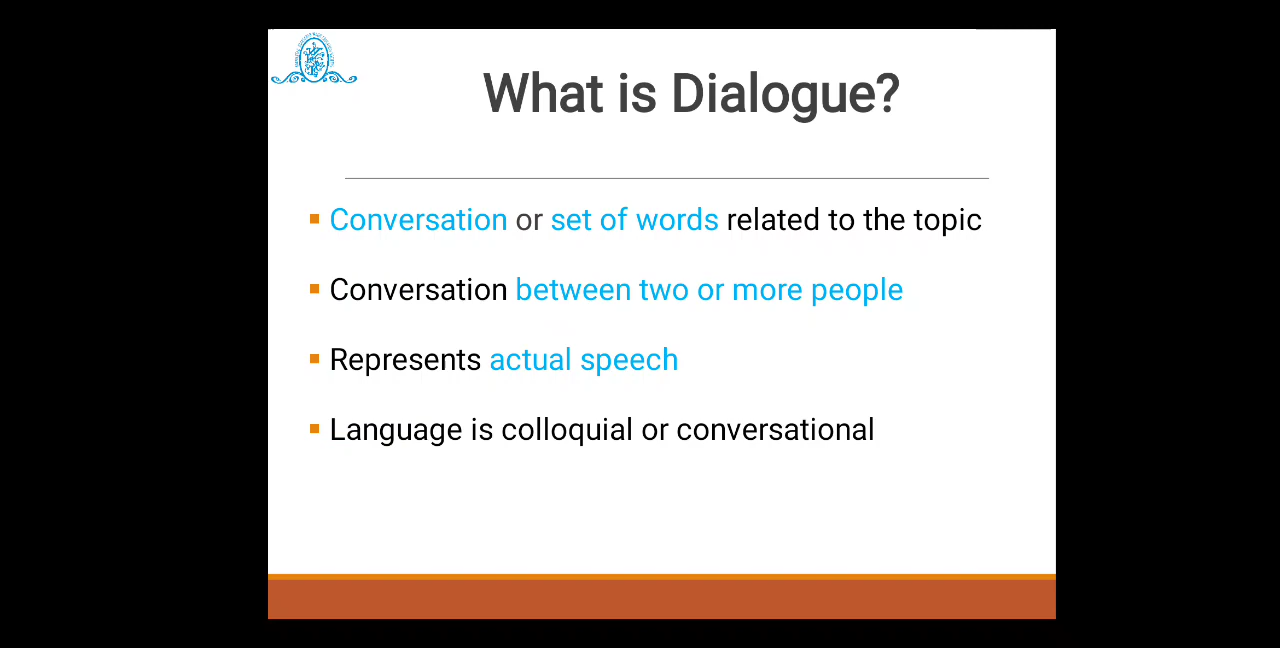 What is Dialogue?
Conversation or set of words related to the topic
Conversation between two or more people
Represents actual speech
Language is colloquial or conversational